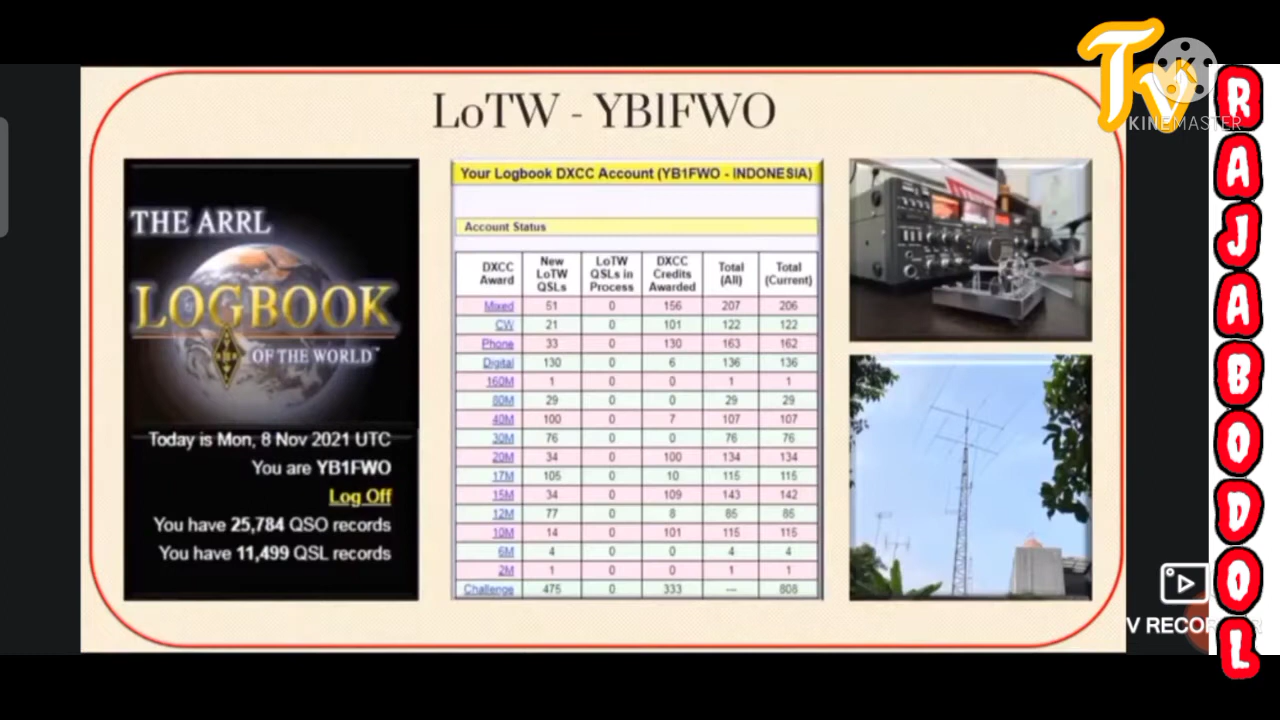 LoTW - YB1FWO
THE ARRL
LOGBOOK
OF THE WORLD™
Today is Mon, 8 Nov 2021 UTC
You are YB1FWO
Log Off
You have 25,784 QSO records
You have 11,499 QSL records
Your Logbook DXCC Account (YB1FWO - INDONESIA)
Account Status
DXCC Award New LoTW QSLs LoTW QSLs in Process DXCC Credits Awarded Total (All) Total (Current)
Mixed 51 0 156 207 206
CW 21 0 101 122 122
Phone 33 0 130 163 162
Digital 130 0 6 136 136
160M 1 0 0 1 1
80M 29 0 0 29 29
40M 100 0 7 107 107
30M 76 0 0 76 76
20M 34 0 100 134 134
17M 105 0 10 115 115
15M 34 0 109 143 142
12M 77 0 8 85 85
10M 14 0 101 115 115
6M 4 0 0 4 4
2M 1 0 0 1 1
Challenge 475 0 333 --- 808
Tv
KINEMASTER
RAJABODOL
V RECOR